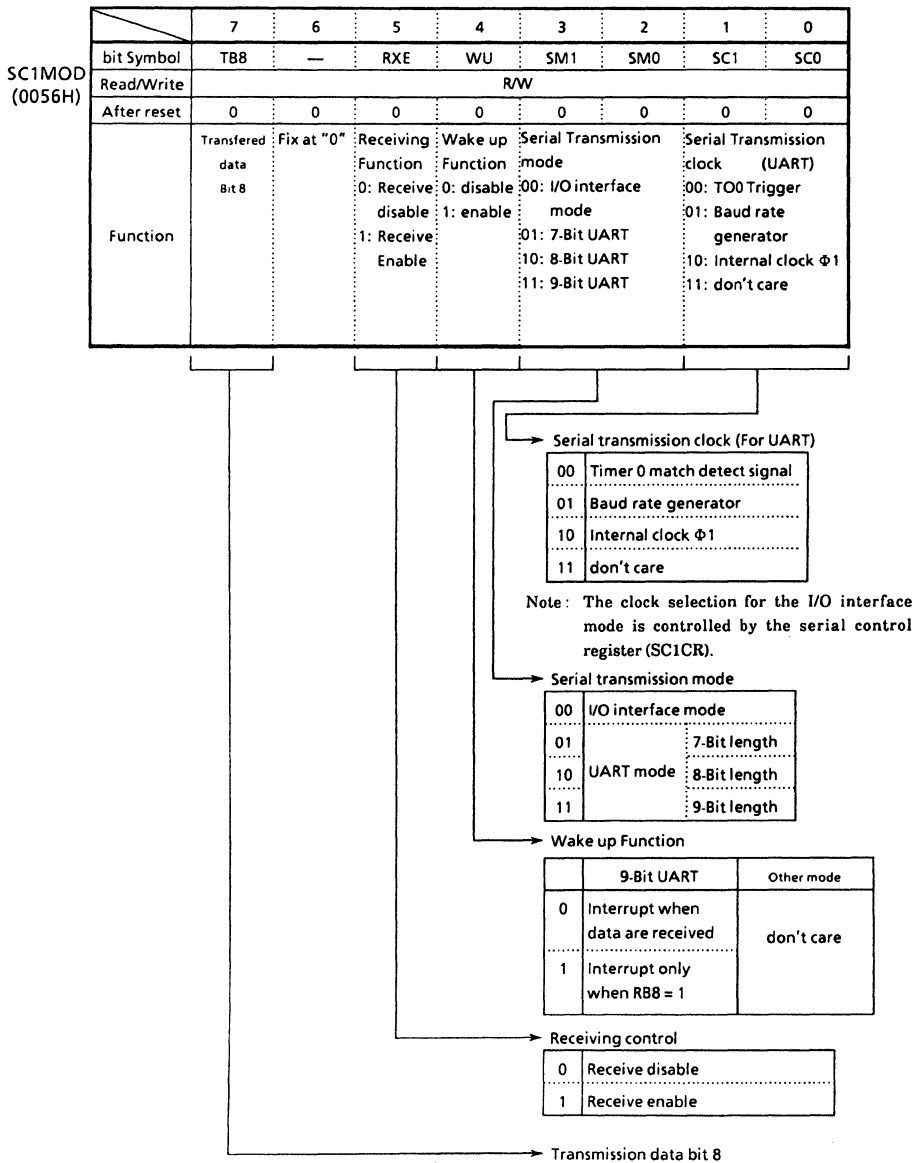 7 6 5 4 3 2 1 0
SC1MOD
(0056H)
bit Symbol TB8 — RXE WU SM1 SM0 SC1 SC0
Read/Write R/W
After reset 0 0 0 0 0 0 0 0
Function
Transfered
data
Bit 8
Fix at "0"
Receiving
Function
0: Receive
disable
1: Receive
Enable
Wake up
Function
0: disable
1: enable
Serial Transmission
mode
00: I/O interface
mode
01: 7-Bit UART
10: 8-Bit UART
11: 9-Bit UART
Serial Transmission
clock (UART)
00: TO0 Trigger
01: Baud rate
generator
10: Internal clock Φ1
11: don't care
Serial transmission clock (For UART)
00 Timer 0 match detect signal
01 Baud rate generator
10 Internal clock Φ1
11 don't care
Note : The clock selection for the I/O interface
mode is controlled by the serial control
register (SC1CR).
Serial transmission mode
00 I/O interface mode
01 7-Bit length
10 UART mode 8-Bit length
11 9-Bit length
Wake up Function
9-Bit UART Other mode
0 Interrupt when
data are received
don't care
1 Interrupt only
when RB8 = 1
Receiving control
0 Receive disable
1 Receive enable
Transmission data bit 8